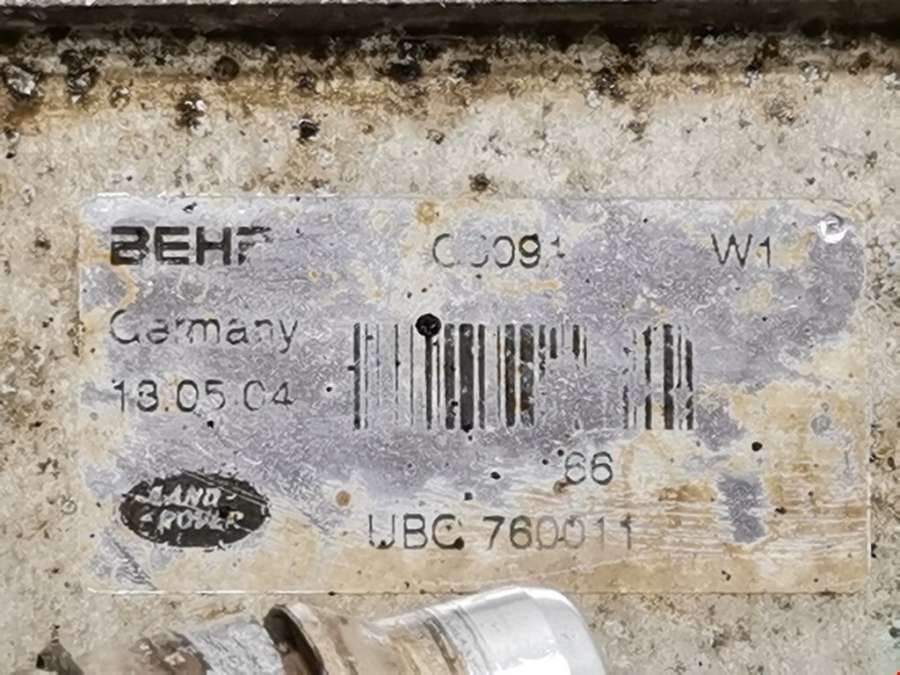 BEHR W1
Germany
13.05.04
66
LAND
ROVER
UBC 760011